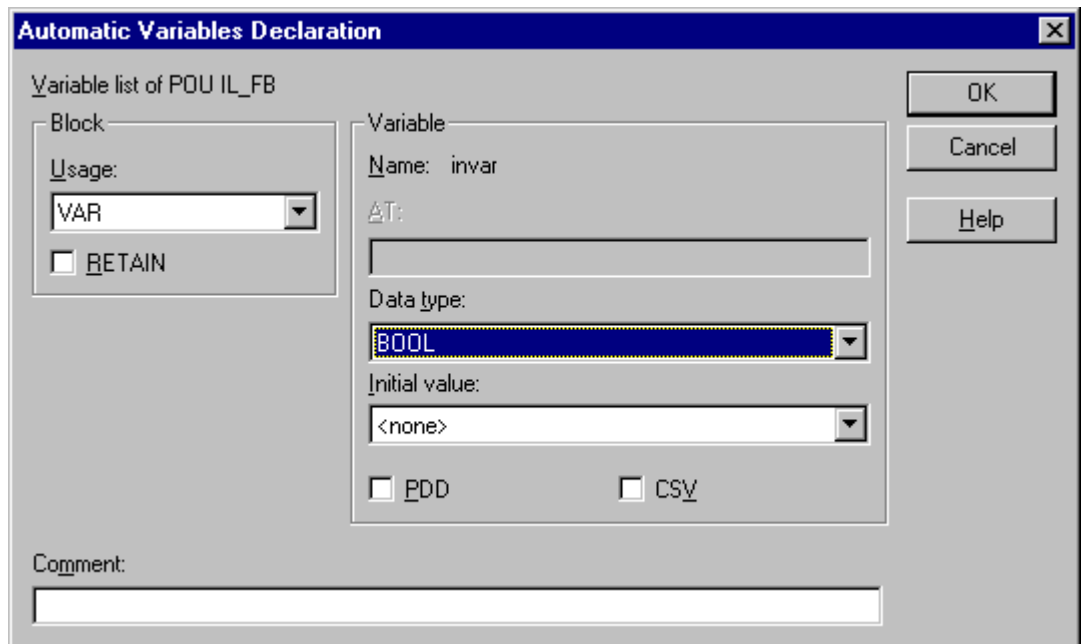 Automatic Variables Declaration
Variable list of POU IL_FB
Block
Usage:
VAR
RETAIN
Variable
Name: invar
AT:
Data type:
BOOL
Initial value:
<none>
PDD
CSV
OK
Cancel
Help
Comment: